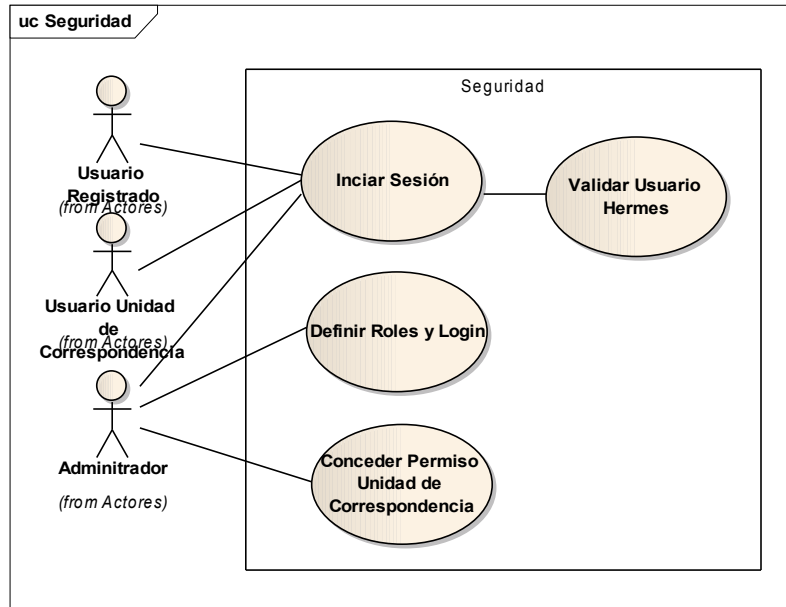 uc Seguridad
Seguridad
Usuario
Registrado
(from Actores)
Usuario Unidad
de
Correspondencia
(from Actores)
Adminitrador
(from Actores)
Inciar Sesión
Validar Usuario
Hermes
Definir Roles y Login
Conceder Permiso
Unidad de
Correspondencia